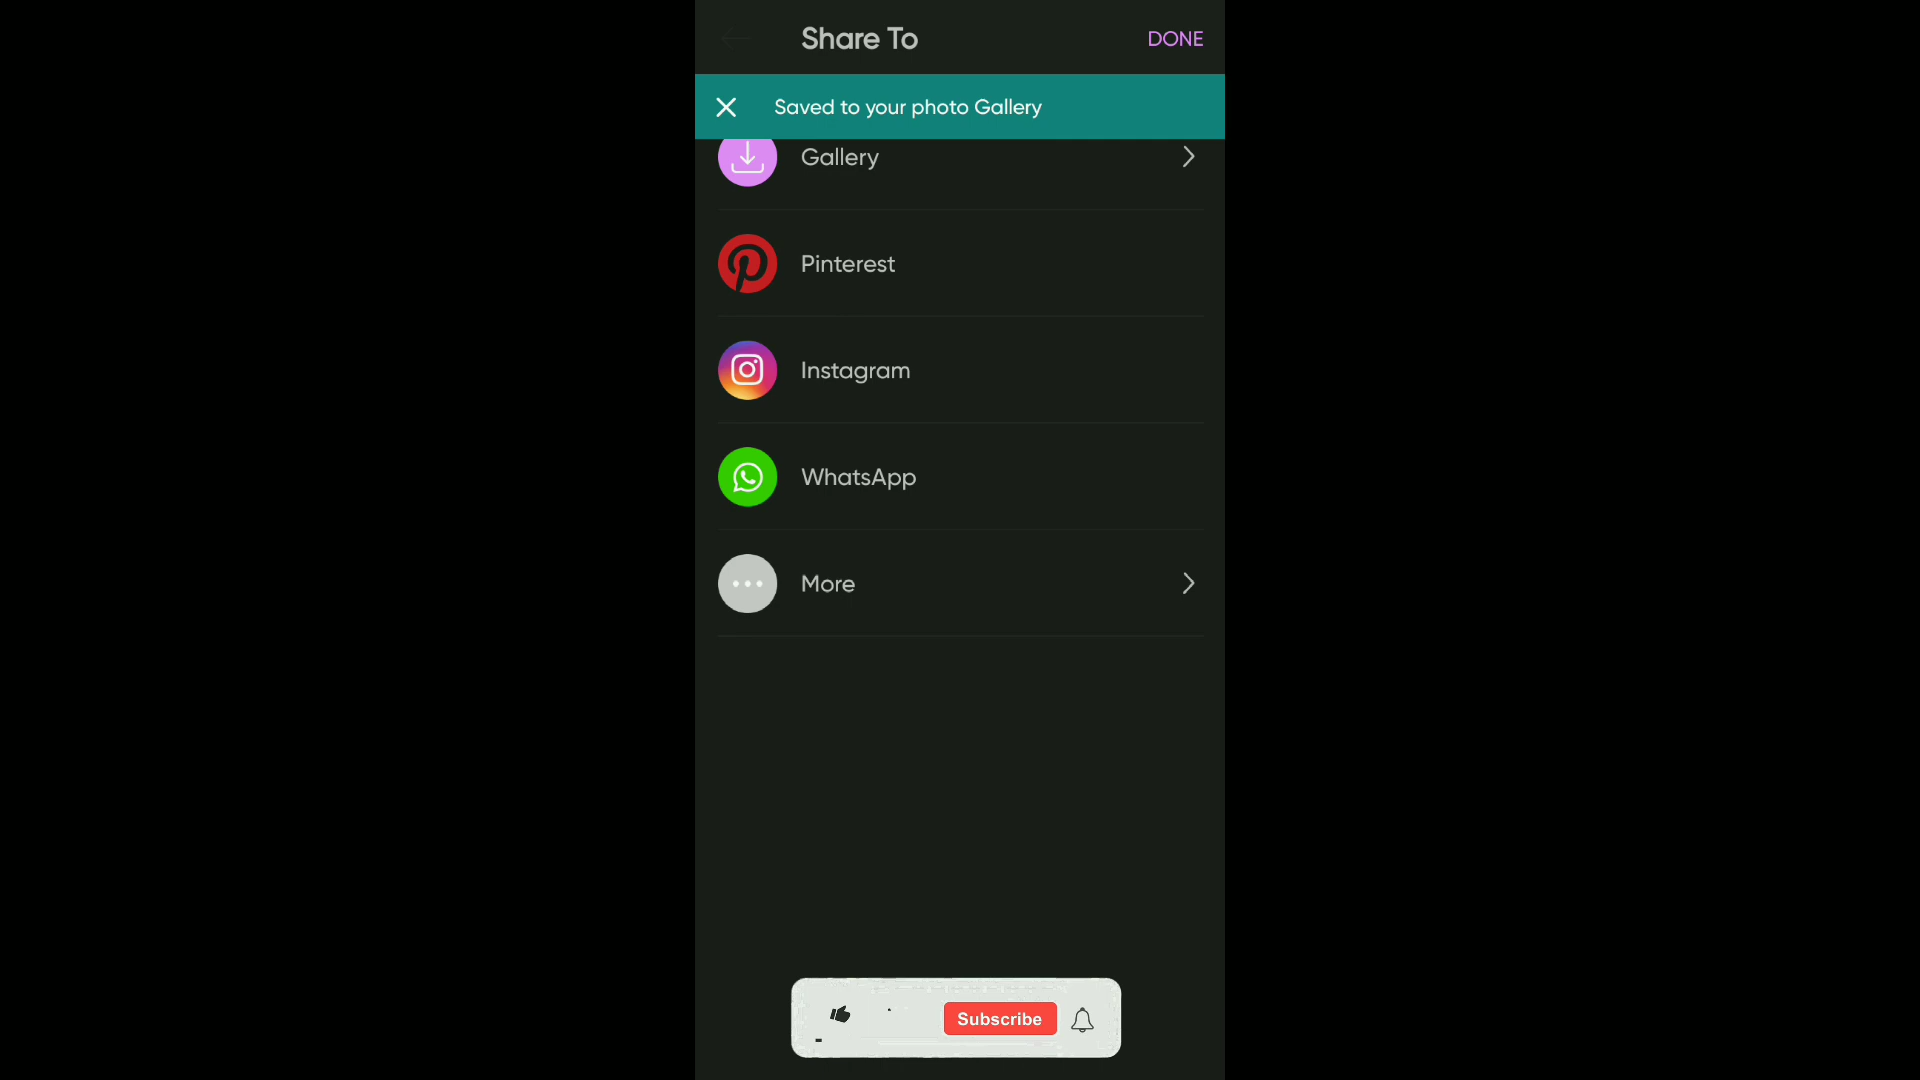 Share To
DONE
Saved to your photo Gallery
Gallery
Pinterest
Instagram
WhatsApp
More
Subscribe